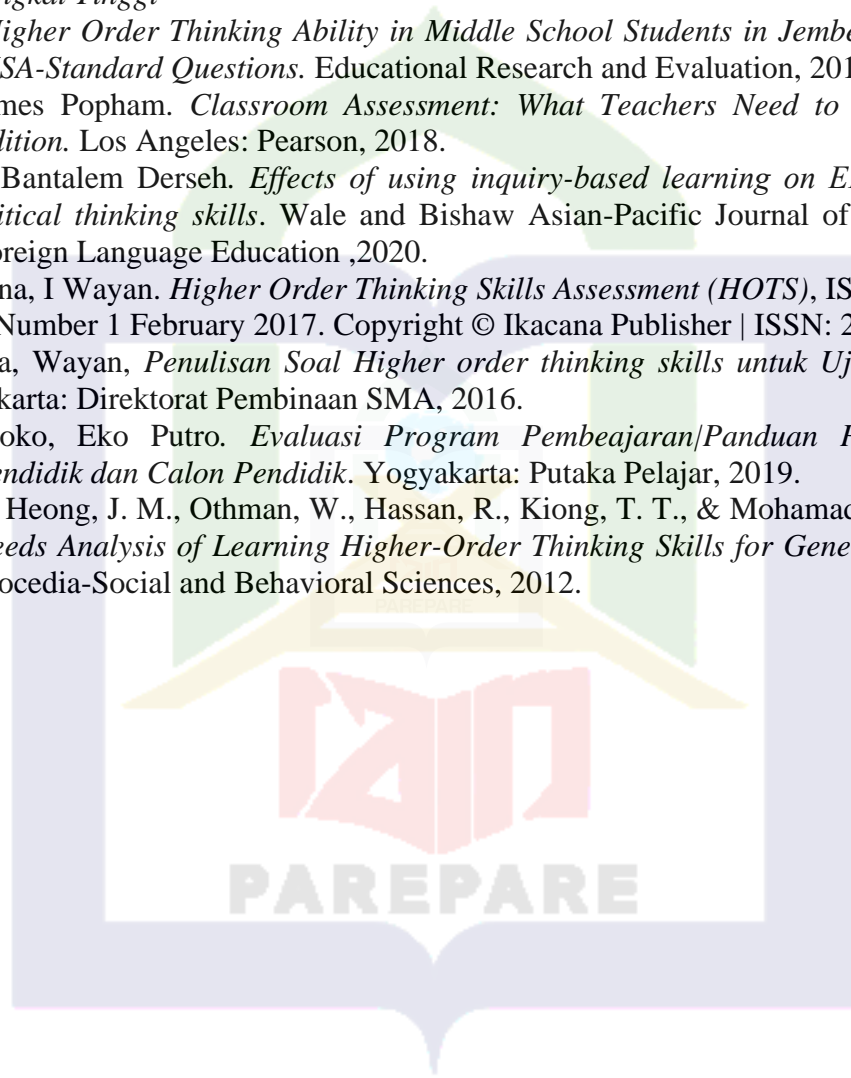 Tinggi
igher Order Thinking Ability in Middle School Students in Jembe
SA-Standard Questions. Educational Research and Evaluation, 201
mes Popham. Classroom Assessment: What Teachers Need to
dition. Los Angeles: Pearson, 2018.
Bantalem Derseh. Effects of using inquiry-based learning on E
itical thinking skills. Wale and Bishaw Asian-Pacific Journal of
oreign Language Education ,2020.
na, I Wayan. Higher Order Thinking Skills Assessment (HOTS), IS
Number 1 February 2017. Copyright © Ikacana Publisher | ISSN: 2
a, Wayan, Penulisan Soal Higher order thinking skills untuk Uj
karta: Direktorat Pembinaan SMA, 2016.
oko, Eko Putro. Evaluasi Program Pembeajaran|Panduan
endidik dan Calon Pendidik. Yogyakarta: Putaka Pelajar, 2019.
Heong, J. M., Othman, W., Hassan, R., Kiong, T. T., & Mohamad
eeds Analysis of Learning Higher-Order Thinking Skills for Gene
ocedia-Social and Behavioral Sciences, 2012.
PAREPARE
PAREPARE